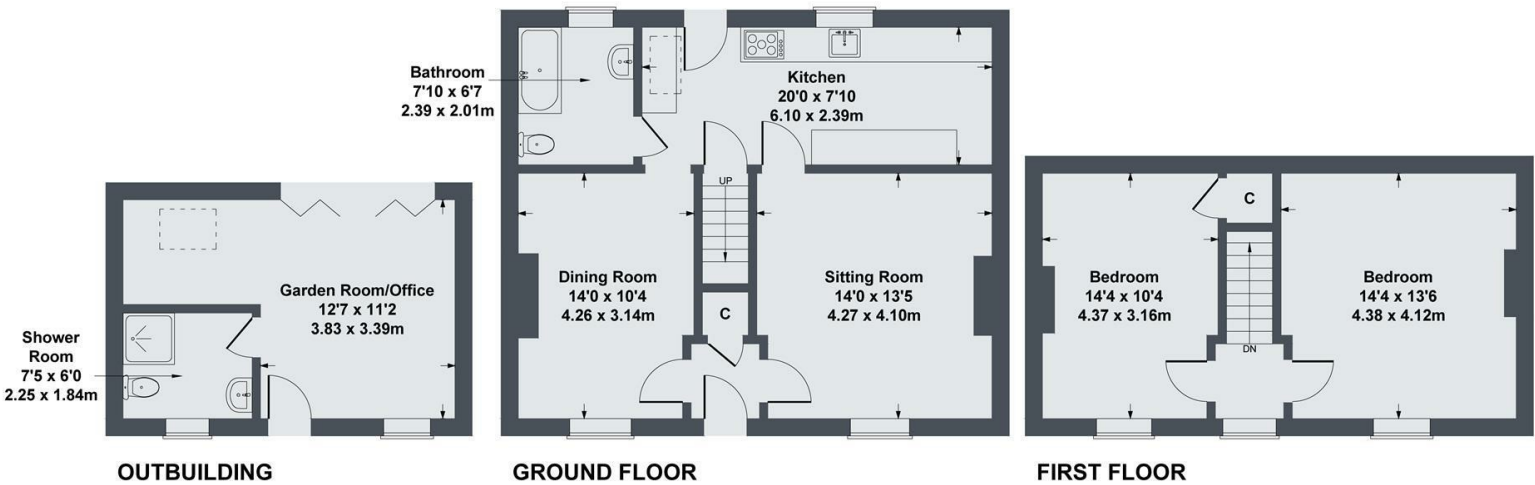 Shower
Room
7'5 x 6'0
2.25 x 1.84m
Garden Room/Office
12'7 x 11'2
3.83 x 3.39m
OUTBUILDING
Bathroom
7'10 x 6'7
2.39 x 2.01m
Kitchen
20'0 x 7'10
6.10 x 2.39m
UP
Dining Room
14'0 x 10'4
4.26 x 3.14m
C
Sitting Room
14'0 x 13'5
4.27 x 4.10m
GROUND FLOOR
C
Bedroom
14'4 x 10'4
4.37 x 3.16m
DN
Bedroom
14'4 x 13'6
4.38 x 4.12m
FIRST FLOOR